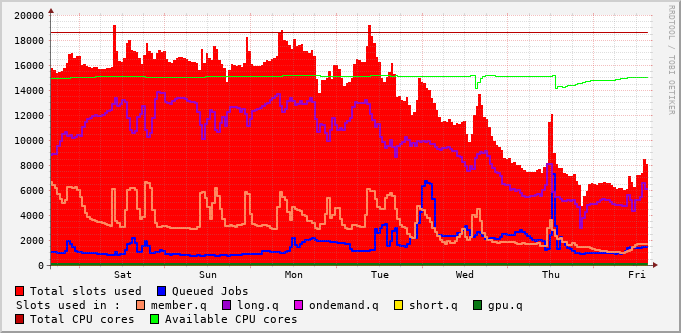 20000
18000
16000
14000
12000
10000
8000
6000
4000
2000
0
Sat Sun Mon Tue Wed Thu Fri
RRDTOOL / TOBI OETIKER
Total slots used Queued Jobs
Slots used in : member.q long.q ondemand.q short.q gpu.q
Total CPU cores Available CPU cores